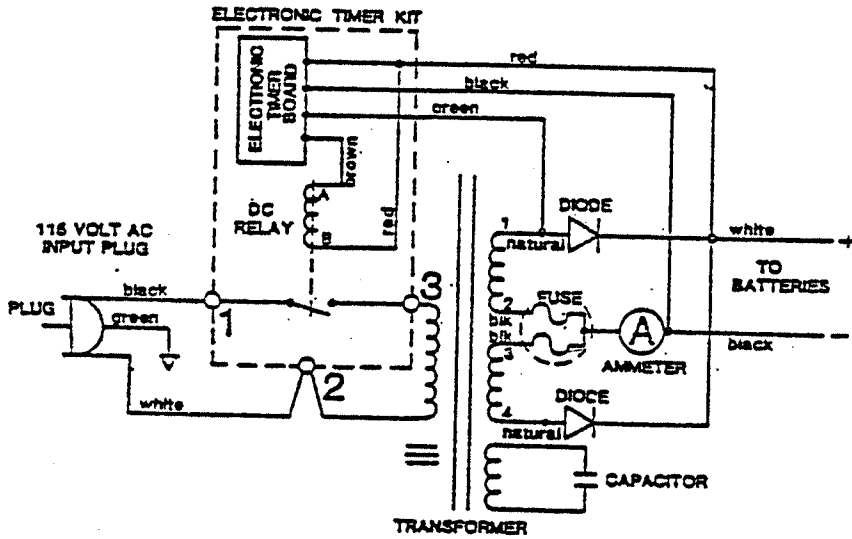 ELECTRONIC TIMER KIT
ELECTRONIC
TIMER
BOARD
red
black
green
brown
A
DC
RELAY
B
red
115 VOLT AC
INPUT PLUG
black
PLUG
green
white
1
2
3
1
natural
DIODE
white
+
TO
BATTERIES
2
blk
FUSE
blk
3
A
AMMETER
black
-
4
natural
DIODE
CAPACITOR
TRANSFORMER